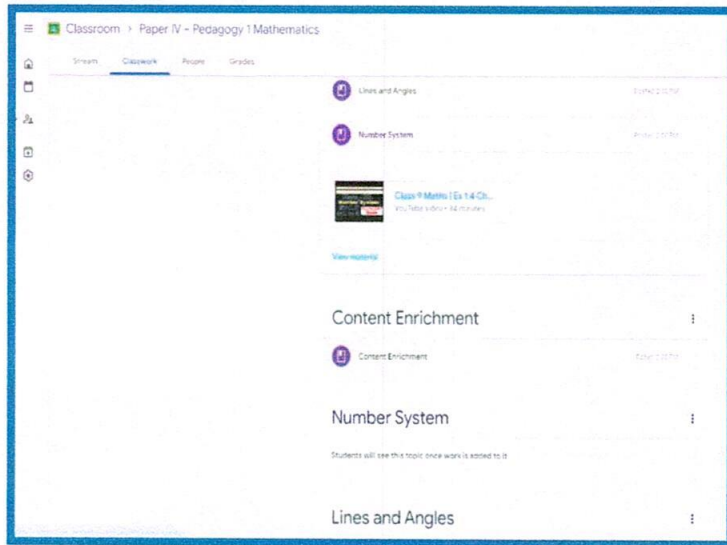 Classroom > Paper IV - Pedagogy 1 Mathematics
Stream Classwork People Grades
Lines and Angles
Number System
Class 9 Maths | Ex 1.4 Ch...
YouTube video • 34 minutes
View material
Content Enrichment
Content Enrichment
Number System
Students will see this topic once work is added to it
Lines and Angles